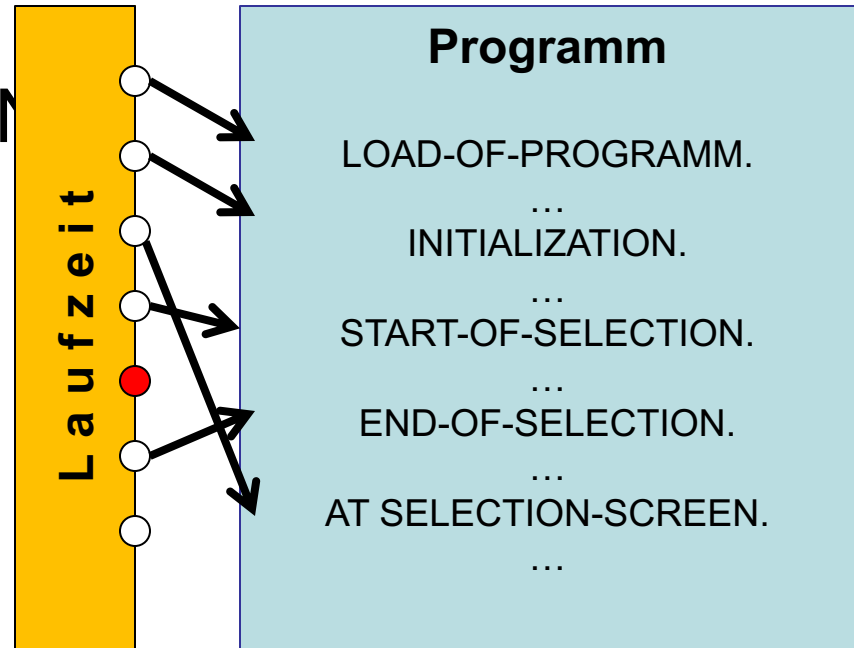 Laufzeit
Programm
LOAD-OF-PROGRAMM.
…
INITIALIZATION.
…
START-OF-SELECTION.
…
END-OF-SELECTION.
…
AT SELECTION-SCREEN.
…